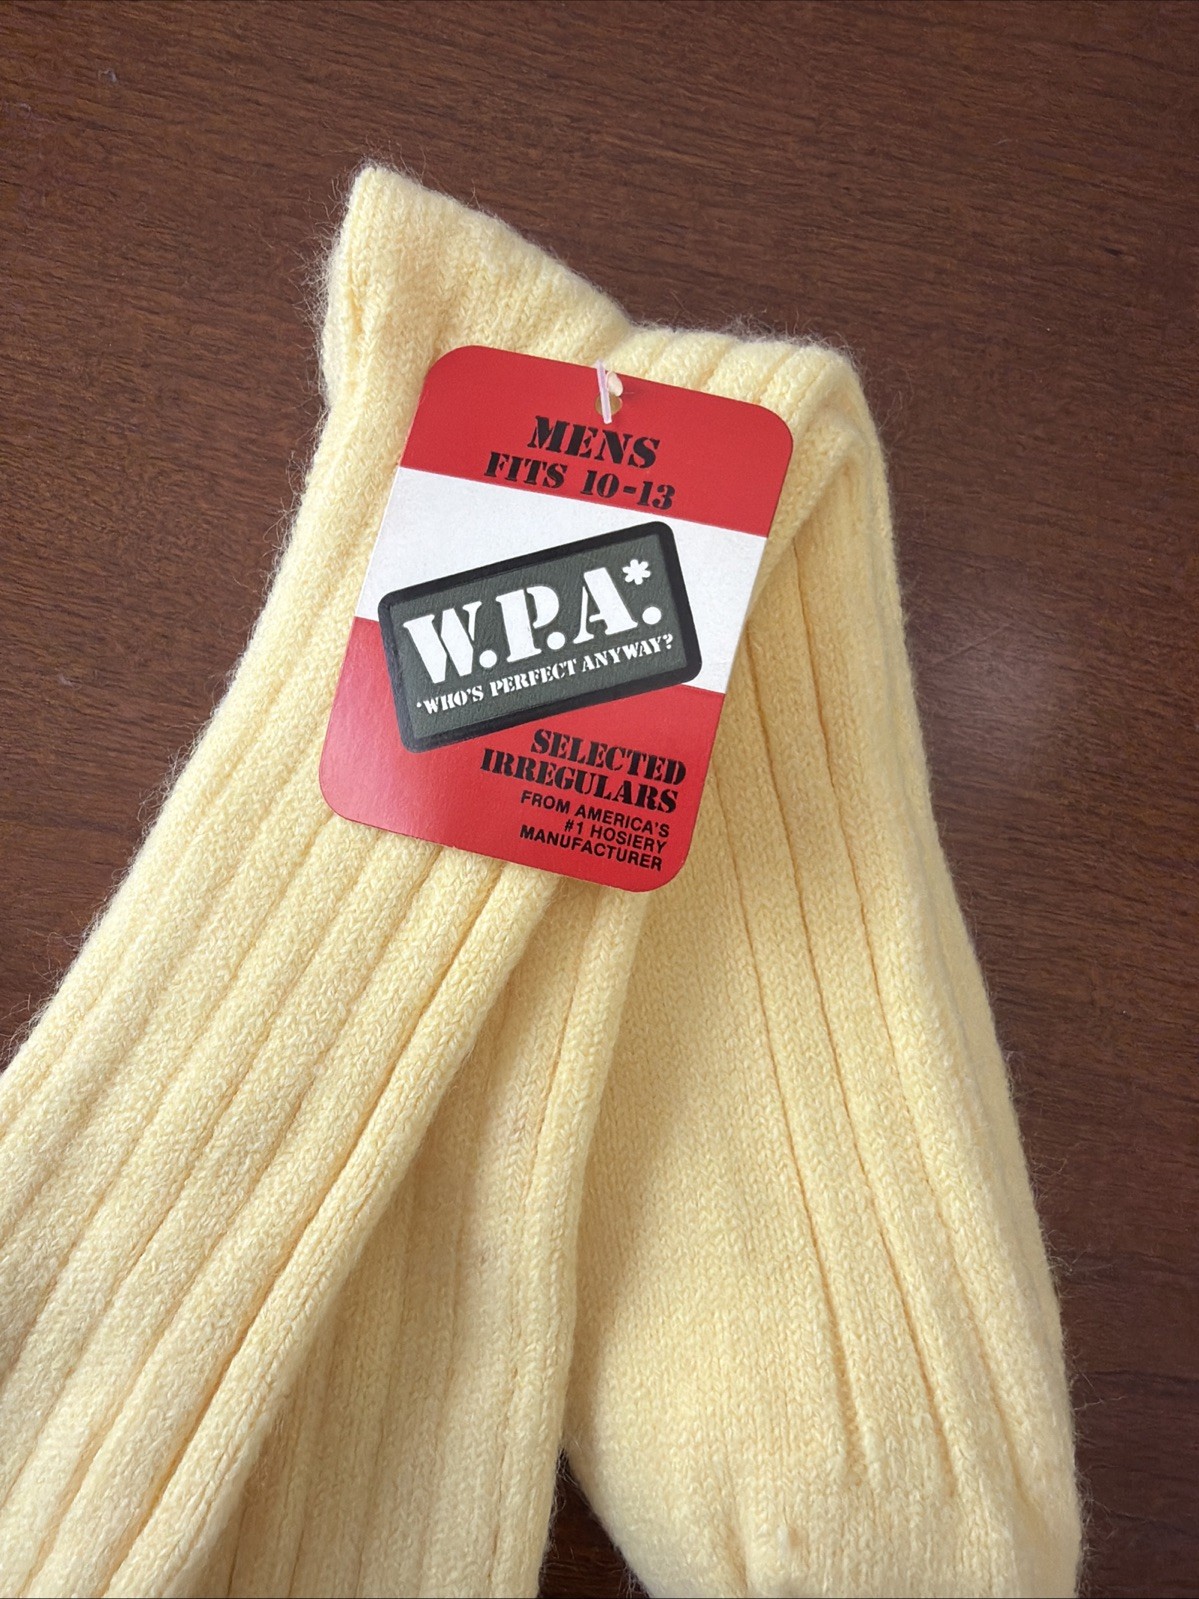 MENS
FITS 10-13
W.P.A.*
*WHO'S PERFECT ANYWAY?
SELECTED
IRREGULARS
FROM AMERICA'S
#1 HOSIERY
MANUFACTURER